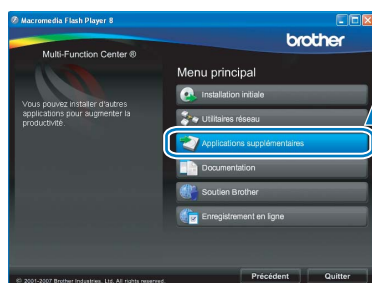 Macromedia Flash Player 8
brother
Multi-Function Center ®
Menu principal
Vous pouvez installer d'autres
applications pour augmenter la
productivité.
Installation initiale
Utilitaires réseau
Applications supplémentaires
Documentation
Soutien Brother
Enregistrement en ligne
© 2001-2007 Brother Industries, Ltd. All rights reserved.
Précédent
Quitter